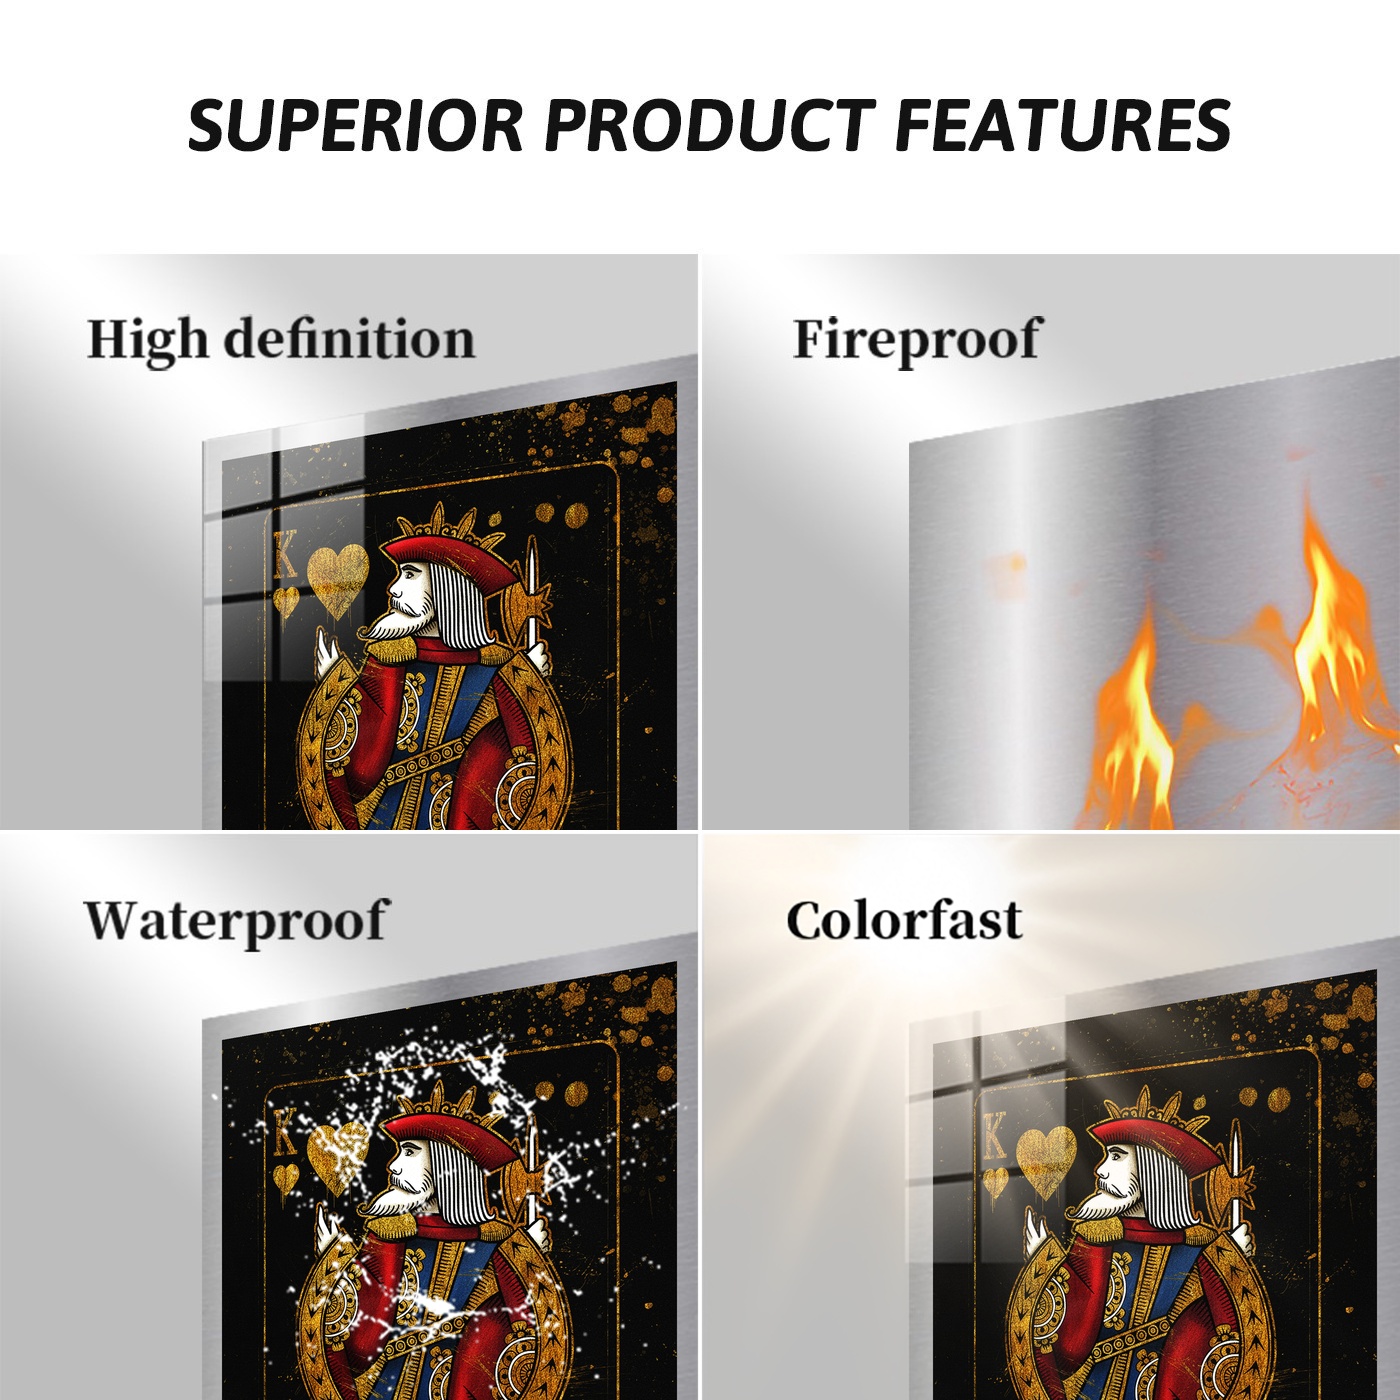 SUPERIOR PRODUCT FEATURES
High definition
Fireproof
K
Waterproof
Colorfast
K
K